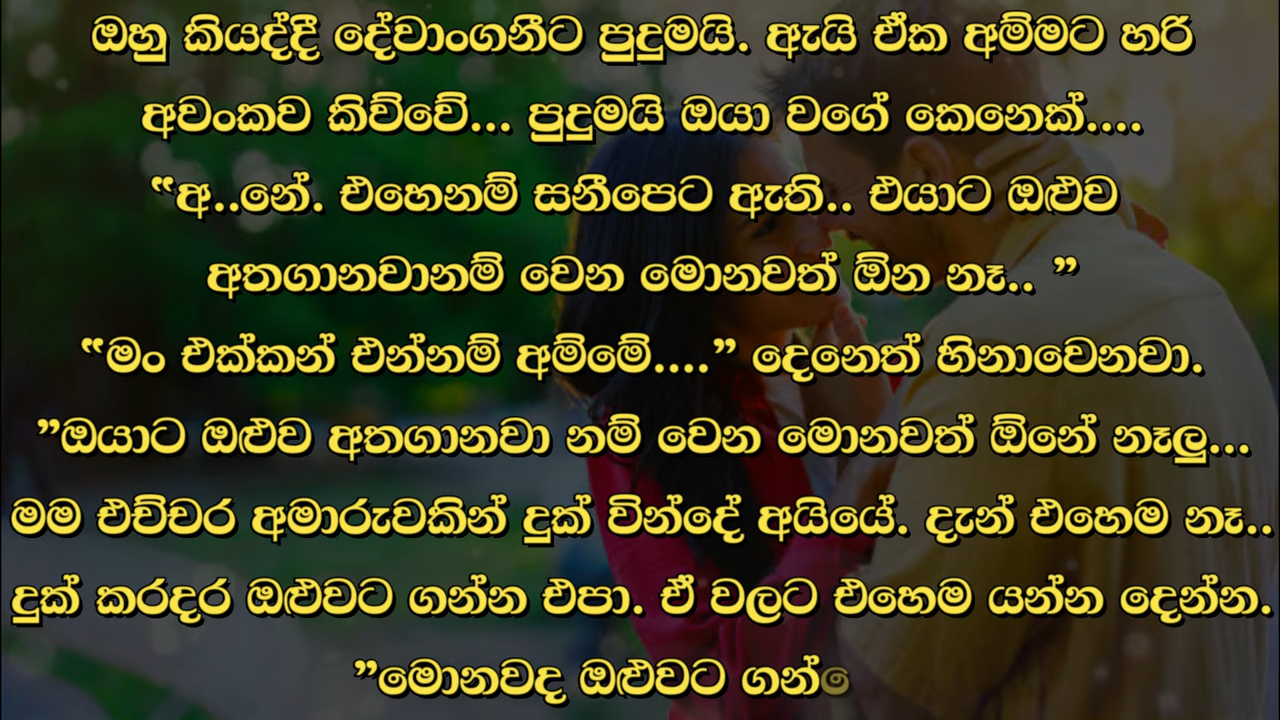 ඔහු කියද්දී දේවාංගනීට පුදුමයි. ඇයි ඒක අම්මට හරි
අවංකව කිව්වේ... පුදුමයි ඔයා වගේ කෙනෙක්....
“අ..නේ. එහෙනම් සනීපෙට ඇති.. එයාට ඔළුව
අතගානවානම් වෙන මොනවත් ඕන නෑ.. ”
“මං එක්කන් එන්නම් අම්මේ....” දෙනෙත් හිනාවෙනවා.
”ඔයාට ඔළුව අතගානවා නම් වෙන මොනවත් ඕනේ නෑලු...
මම එච්චර අමාරුවකින් දුක් වින්දේ අයියේ. දැන් එහෙම නෑ..
දුක් කරදර ඔළුවට ගන්න එපා. ඒ වලට එහෙම යන්න දෙන්න.
”මොනවද ඔළුවට